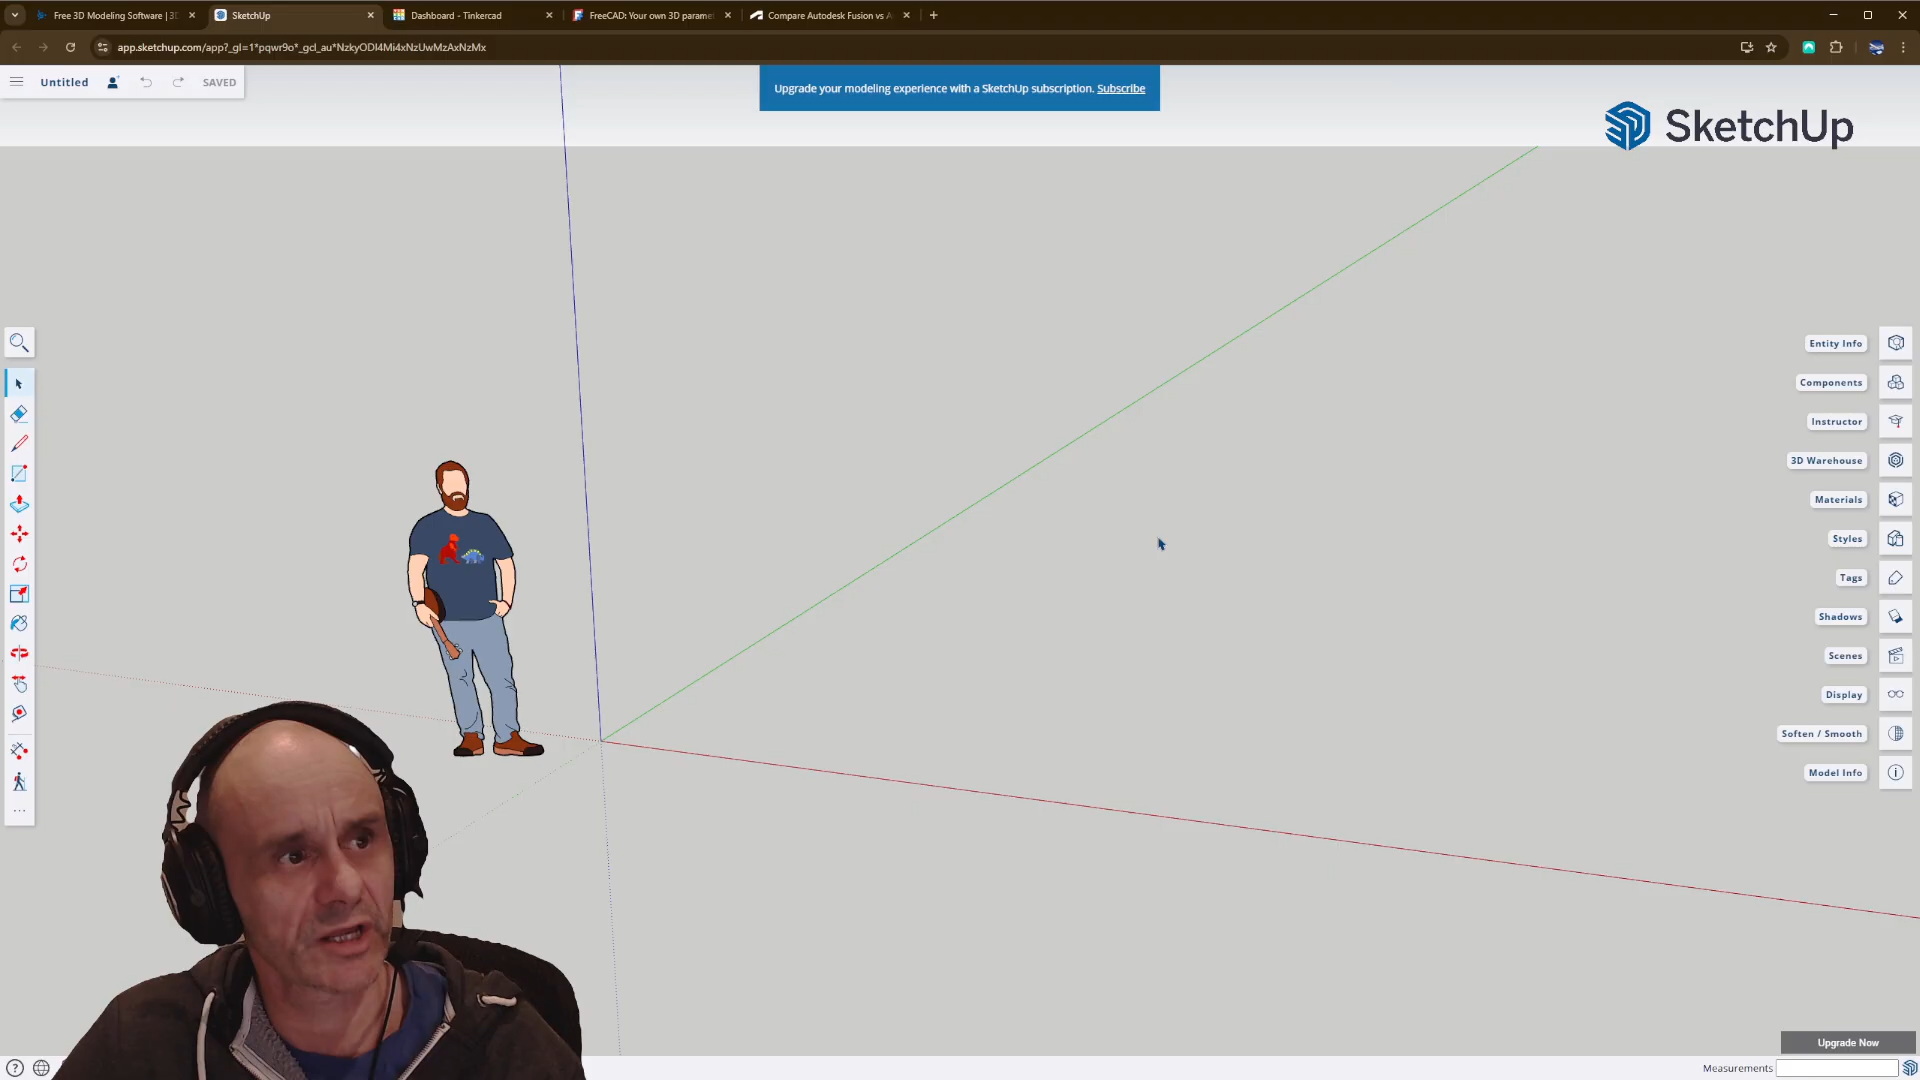 Free 3D Modeling Software | 3D
SketchUp
Dashboard - Tinkercad
FreeCAD: Your own 3D parame
Compare Autodesk Fusion vs A
app.sketchup.com/app?_gl=1*pqwr9o*_gcl_au*NzkyODI4Mi4xNzUwMzAxNzMx
Untitled
SAVED
Upgrade your modeling experience with a SketchUp subscription. Subscribe
SketchUp
Entity Info
Components
Instructor
3D Warehouse
Materials
Styles
Tags
Shadows
Scenes
Display
Soften / Smooth
Model Info
Upgrade Now
Measurements